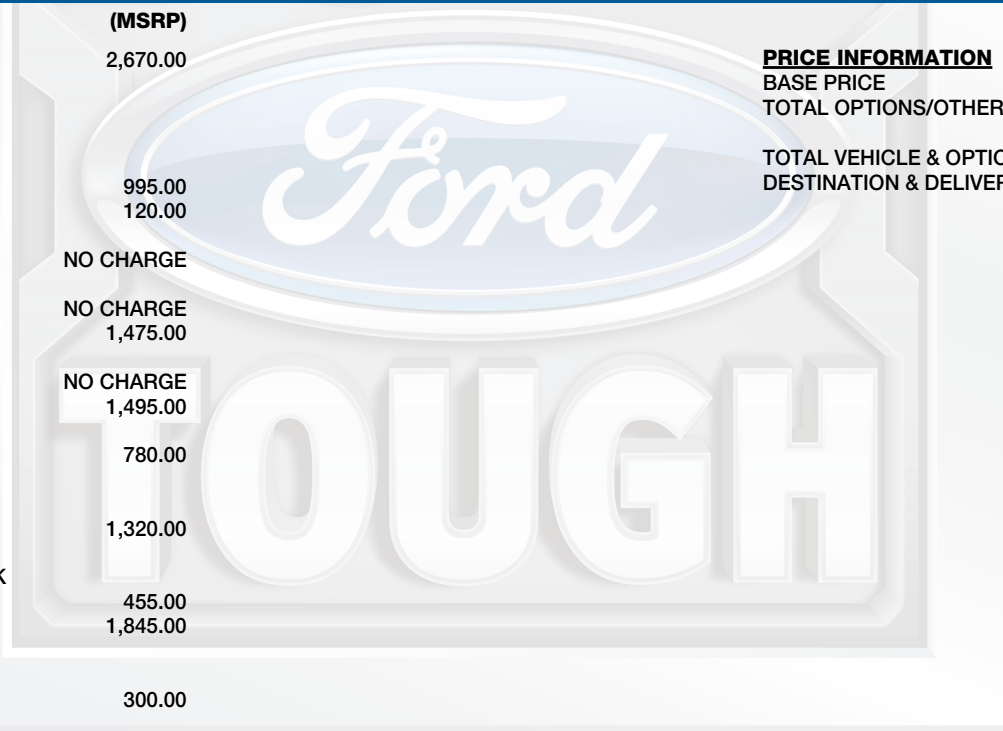 (MSRP)
2,670.00
995.00
120.00
NO CHARGE
NO CHARGE
1,475.00
NO CHARGE
1,495.00
780.00
1,320.00
K
455.00
1,845.00
300.00
PRICE INFORMATION
BASE PRICE
TOTAL OPTIONS/OTHER
TOTAL VEHICLE & OPTIO
DESTINATION & DELIVER
Ford
TOUGH